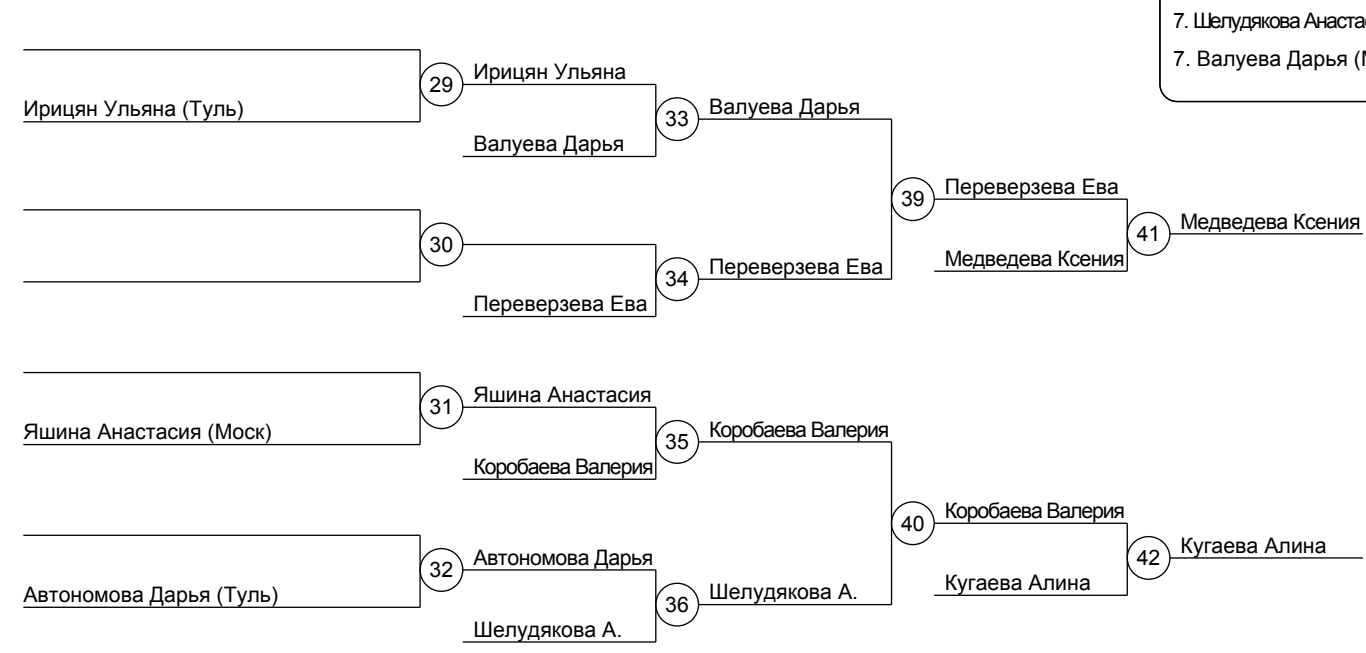 7. Шелудякова
7. Валуева Дарья
29
Ирицян Ульяна
Ирицян Ульяна (Туль)
33
Валуева Дарья
Валуева Дарья
39
Переверзева Ева
41
Медведева Ксения
30
34
Переверзева Ева
Медведева Ксения
Переверзева Ева
31
Яшина Анастасия
Яшина Анастасия (Моск)
35
Коробаева Валерия
Коробаева Валерия
40
Коробаева Валерия
42
Кугаева Алина
32
Автономова Дарья
Кугаева Алина
Автономова Дарья (Туль)
36
Шелудякова А.
Шелудякова А.